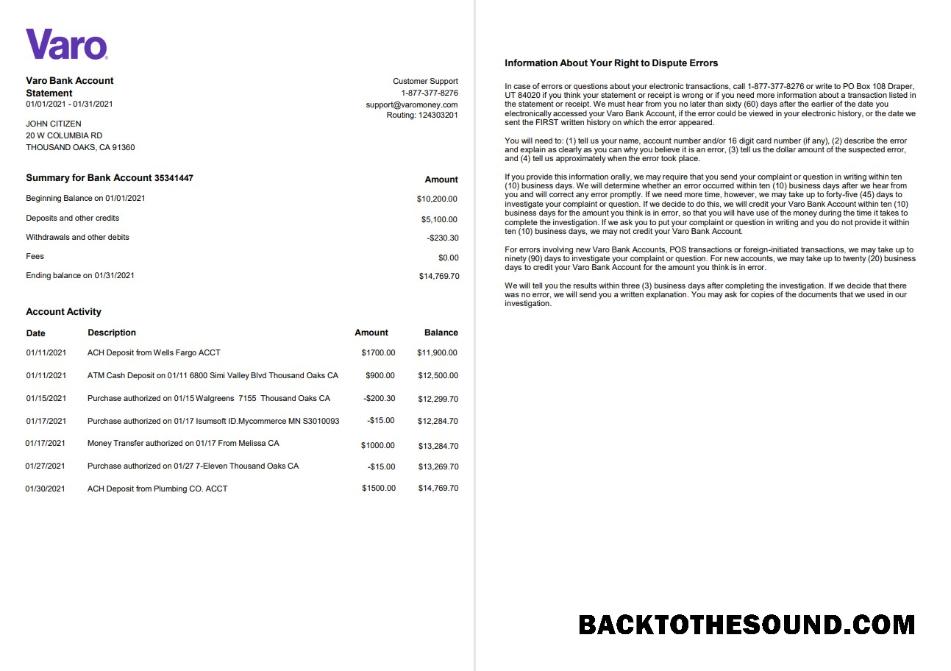 Varo
Varo Bank Account
Statement
01/01/2021 - 01/31/2021
Customer Support
1-877-377-8276
support@varomoney.com
Routing: 124303201
JOHN CITIZEN
20 W COLUMBIA RD
THOUSAND OAKS, CA 91360
Summary for Bank Account 35341447 Amount
Beginning Balance on 01/01/2021 $10,200.00
Deposits and other credits $5,100.00
Withdrawals and other debits -$230.30
Fees $0.00
Ending balance on 01/31/2021 $14,769.70
Account Activity
Date Description Amount Balance
01/11/2021 ACH Deposit from Wells Fargo ACCT $1700.00 $11,900.00
01/11/2021 ATM Cash Deposit on 01/11 6800 Simi Valley Blvd Thousand Oaks CA $900.00 $12,500.00
01/15/2021 Purchase authorized on 01/15 Walgreens 7155 Thousand Oaks CA -$200.30 $12,299.70
01/17/2021 Purchase authorized on 01/17 Isumsoft ID.Mycommerce MN S3010093 -$15.00 $12,284.70
01/17/2021 Money Transfer authorized on 01/17 From Melissa CA $1000.00 $13,284.70
01/27/2021 Purchase authorized on 01/27 7-Eleven Thousand Oaks CA -$15.00 $13,269.70
01/30/2021 ACH Deposit from Plumbing CO. ACCT $1500.00 $14,769.70
Information About Your Right to Dispute Errors
In case of errors or questions about your electronic transactions, call 1-877-377-8276 or write to PO Box 108 Draper,
UT 84020 if you think your statement or receipt is wrong or if you need more information about a transaction listed in
the statement or receipt. We must hear from you no later than sixty (60) days after the earlier of the date you
electronically accessed your Varo Bank Account, if the error could be viewed in your electronic history, or the date we
sent the FIRST written history on which the error appeared.
You will need to: (1) tell us your name, account number and/or 16 digit card number (if any), (2) describe the error
and explain as clearly as you can why you believe it is an error, (3) tell us the dollar amount of the suspected error,
and (4) tell us approximately when the error took place.
If you provide this information orally, we may require that you send your complaint or question in writing within ten
(10) business days. We will determine whether an error occurred within ten (10) business days after we hear from
you and will correct any error promptly. If we need more time, however, we may take up to forty-five (45) days to
investigate your complaint or question. If we decide to do this, we will credit your Varo Bank Account within ten (10)
business days for the amount you think is in error, so that you will have use of the money during the time it takes to
complete the investigation. If we ask you to put your complaint or question in writing and you do not provide it within
ten (10) business days, we may not credit your Varo Bank Account.
For errors involving new Varo Bank Accounts, POS transactions or foreign-initiated transactions, we may take up to
ninety (90) days to investigate your complaint or question. For new accounts, we may take up to twenty (20) business
days to credit your Varo Bank Account for the amount you think is in error.
We will tell you the results within three (3) business days after completing the investigation. If we decide that there
was no error, we will send you a written explanation. You may ask for copies of the documents that we used in our
investigation.
BACKTOTHESOUND.COM